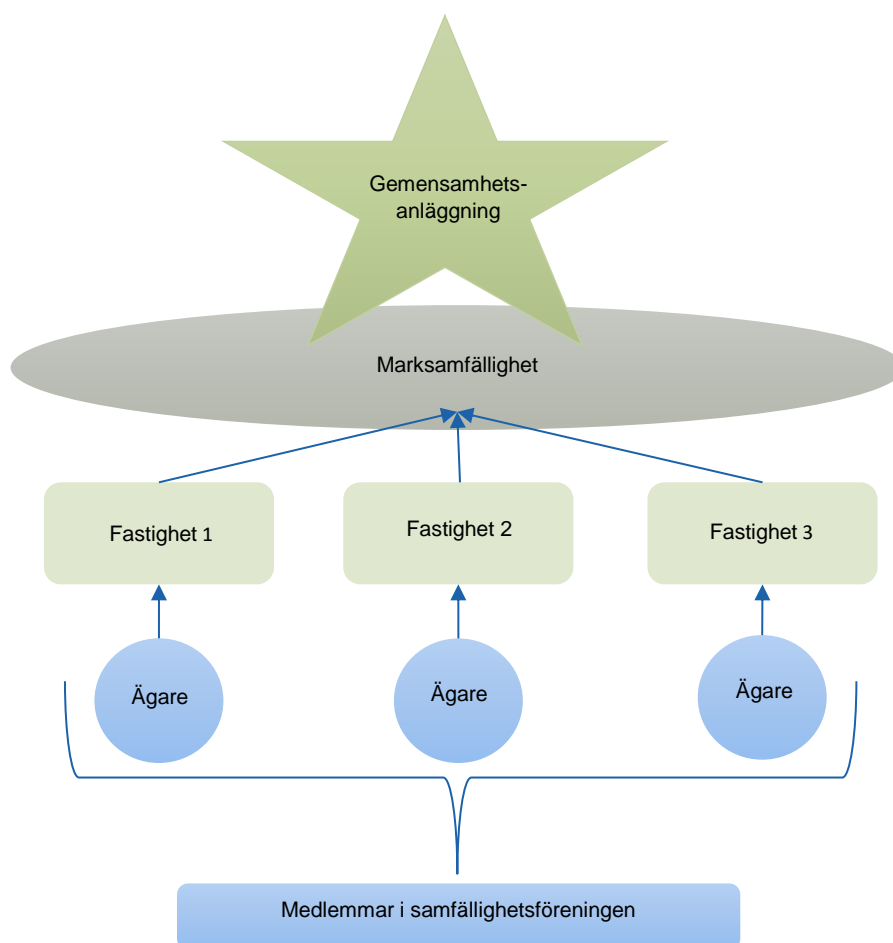 Gemensamhets-
anläggning
Marksamfällighet
Fastighet 1
Fastighet 2
Fastighet 3
Ägare
Ägare
Ägare
Medlemmar i samfällighetsföreningen